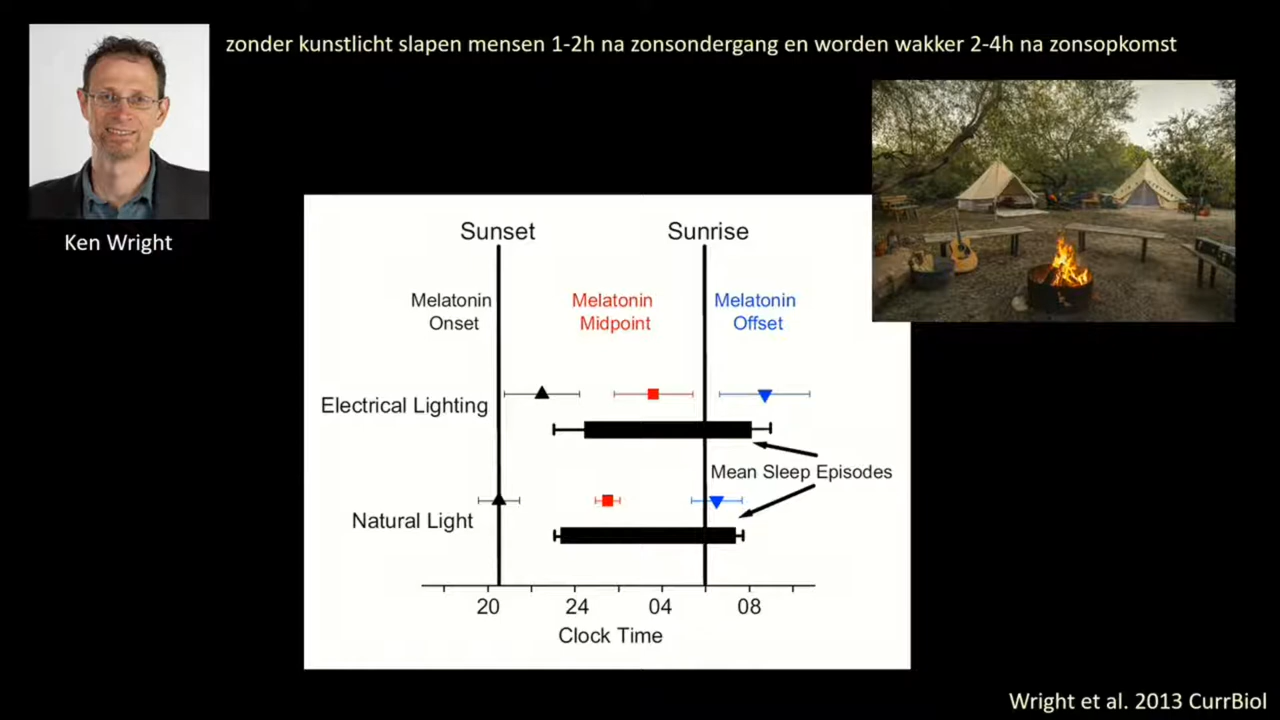 zonder kunstlicht slapen mensen 1-2h na zonsondergang en worden wakker 2-4h na zonsopkomst
Ken Wright
Sunset
Sunrise
Melatonin
Onset
Melatonin
Midpoint
Melatonin
Offset
Electrical Lighting
Mean Sleep Episodes
Natural Light
20 24 04 08
Clock Time
Wright et al. 2013 CurrBiol